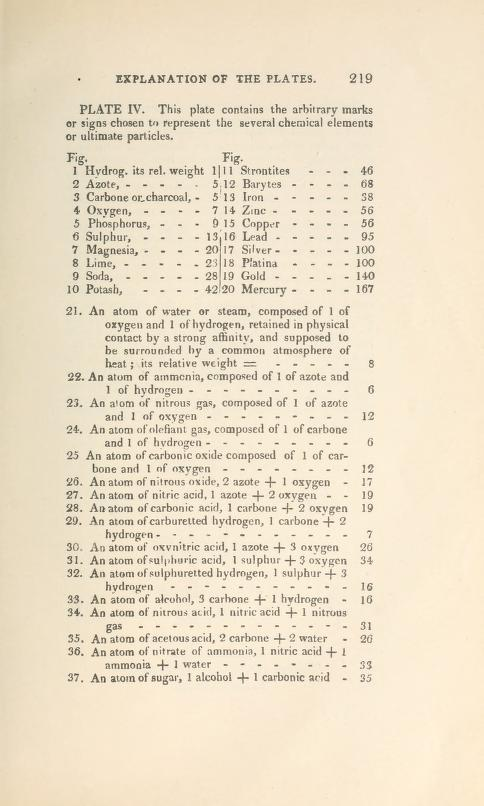 EXPLANATION OF THE PLATES. 219
PLATE IV. This plate contains the arbitrary marks
or signs chosen to represent the several chemical elements
or ultimate particles.
Fig. Fig.
1 Hydrog. its rel. weight 1 11 Strontites - - - 46
2 Azote, - - - - - 5 12 Barytes - - - - 68
3 Carbone or charcoal, - 5 13 Iron - - - - - 38
4 Oxygen, - - - - 7 14 Zinc - - - - - 56
5 Phosphorus, - - - 9 15 Copper - - - - 56
6 Sulphur, - - - - 13 16 Lead - - - - - 95
7 Magnesia, - - - - 20 17 Silver - - - - - 100
8 Lime, - - - - - 23 18 Platina - - - - 100
9 Soda, - - - - - 28 19 Gold - - - - - 140
10 Potash, - - - - 42 20 Mercury - - - - 167
21. An atom of water or steam, composed of 1 of
oxygen and 1 of hydrogen, retained in physical
contact by a strong affinity, and supposed to
be surrounded by a common atmosphere of
heat; its relative weight = - - - - - 8
22. An atom of ammonia, composed of 1 of azote and
1 of hydrogen - - - - - - - - - 6
23. An atom of nitrous gas, composed of 1 of azote
and 1 of oxygen - - - - - - - - - 12
24. An atom of olefiant gas, composed of 1 of carbone
and 1 of hydrogen - - - - - - - - 6
25 An atom of carbonic oxide composed of 1 of car-
bone and 1 of oxygen - - - - - - - 12
26. An atom of nitrous oxide, 2 azote + 1 oxygen - 17
27. An atom of nitric acid, 1 azote + 2 oxygen - - 19
28. An atom of carbonic acid, 1 carbone + 2 oxygen 19
29. An atom of carburetted hydrogen, 1 carbone + 2
hydrogen - - - - - - - - - - - 7
30. An atom of oxynitric acid, 1 azote + 3 oxygen 26
31. An atom of sulphuric acid, 1 sulphur + 3 oxygen 34
32. An atom of sulphuretted hydrogen, 1 sulphur + 3
hydrogen - - - - - - - - - - 16
33. An atom of alcohol, 3 carbone + 1 hydrogen - 16
34. An atom of nitrous acid, 1 nitric acid + 1 nitrous
gas - - - - - - - - - - - - 31
35. An atom of acetous acid, 2 carbone + 2 water - 26
36. An atom of nitrate of ammonia, 1 nitric acid + 1
ammonia + 1 water - - - - - - - 33
37. An atom of sugar, 1 alcohol + 1 carbonic acid - 35